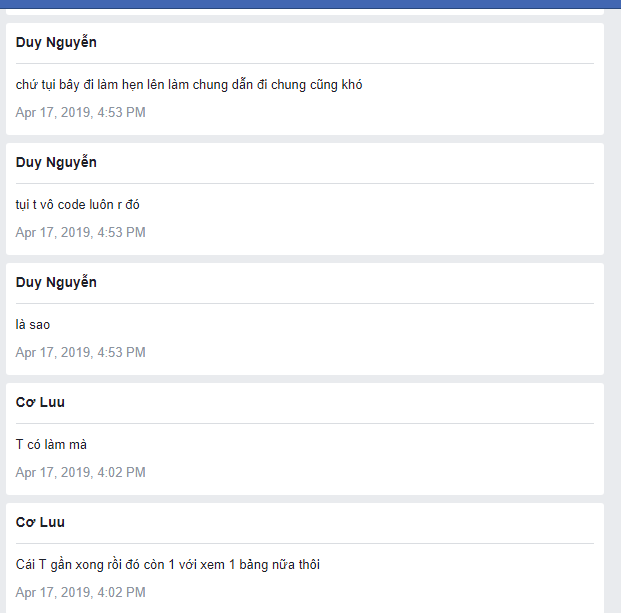 Duy Nguyễn
chứ tụi bây đi làm hẹn lên làm chung dẫn đi chung cũng khó
Apr 17, 2019, 4:53 PM
Duy Nguyễn
tụi t vô code luôn r đó
Apr 17, 2019, 4:53 PM
Duy Nguyễn
là sao
Apr 17, 2019, 4:53 PM
Cơ Luu
T có làm mà
Apr 17, 2019, 4:02 PM
Cơ Luu
Cái T gần xong rồi đó còn 1 với xem 1 bảng nữa thôi
Apr 17, 2019, 4:02 PM